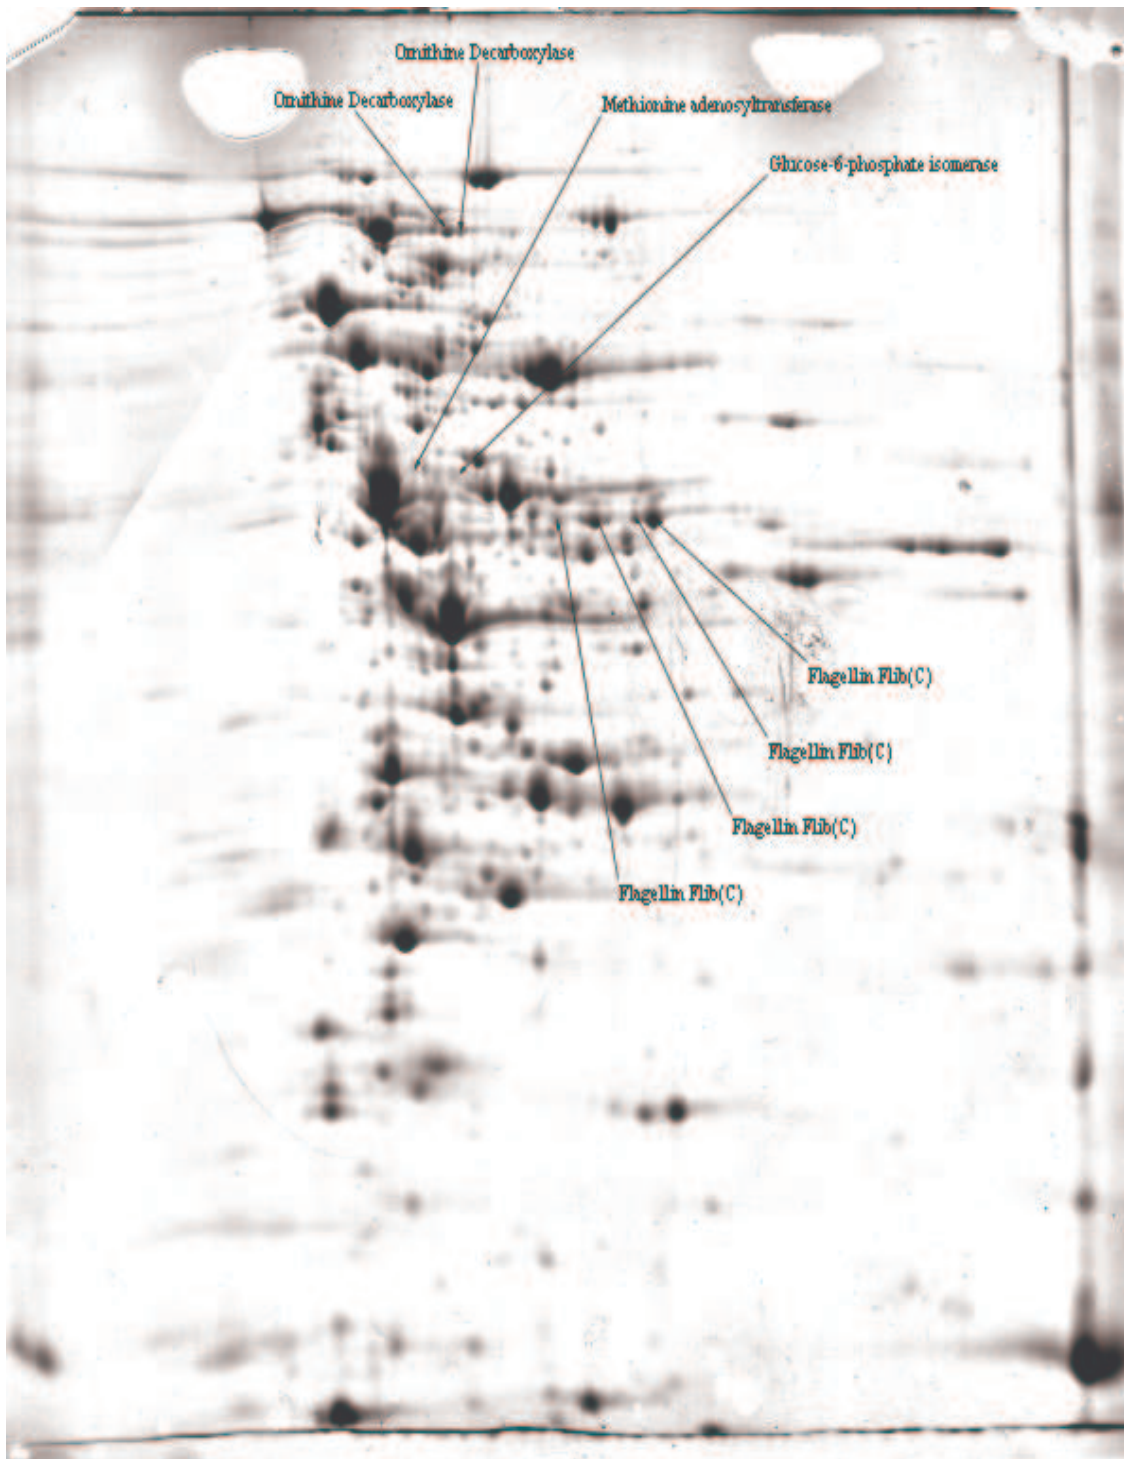 Ornithine Decarboxylase
Ornithine Decarboxylase
Methionine adenosyltransferase
Glucose-6-phosphate isomerase
Flagellin Flib(C)
Flagellin Flib(C)
Flagellin Flib(C)
Flagellin Flib(C)